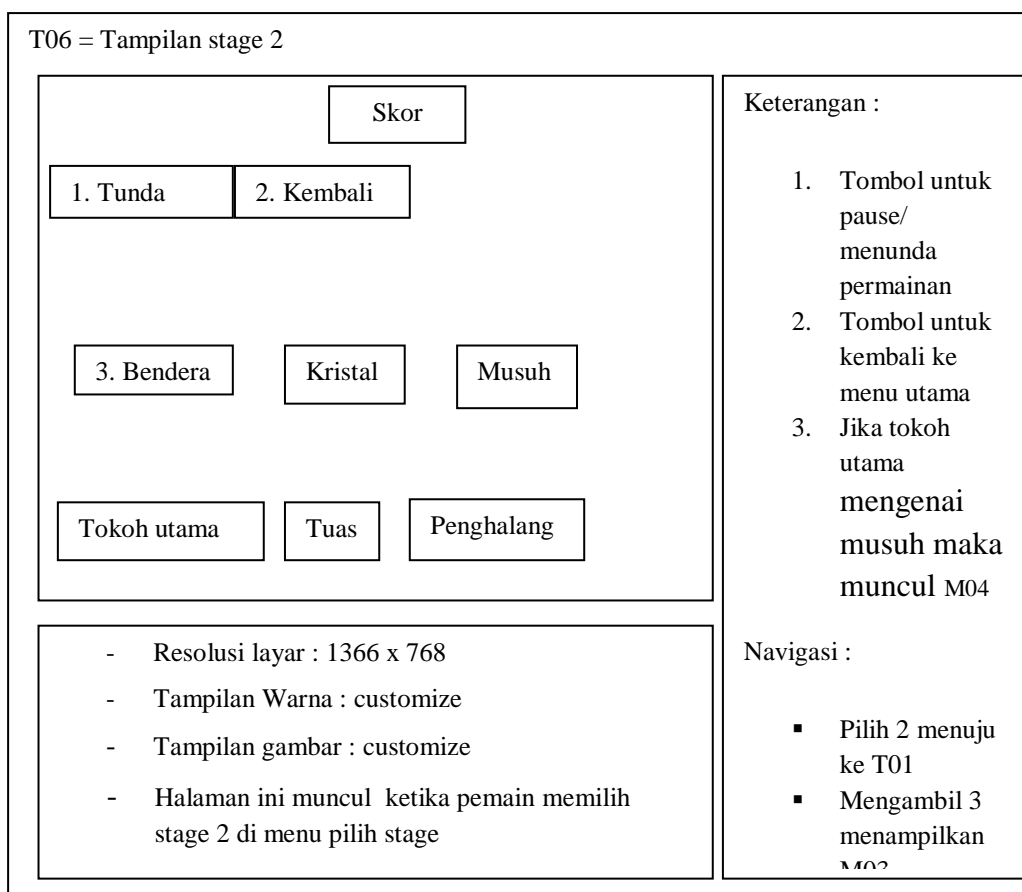 T06 = Tampilan stage 2
Skor
1. Tunda
2. Kembali
3. Bendera
Kristal
Musuh
Tokoh utama
Tuas
Penghalang
- Resolusi layar : 1366 x 768
- Tampilan Warna : customize
- Tampilan gambar : customize
- Halaman ini muncul ketika pemain memilih
stage 2 di menu pilih stage
Keterangan :
1. Tombol untuk
pause/
menunda
permainan
2. Tombol untuk
kembali ke
menu utama
3. Jika tokoh
utama
mengenai
musuh maka
muncul M04
Navigasi :
▪ Pilih 2 menuju
ke T01
▪ Mengambil 3
menampilkan
M03